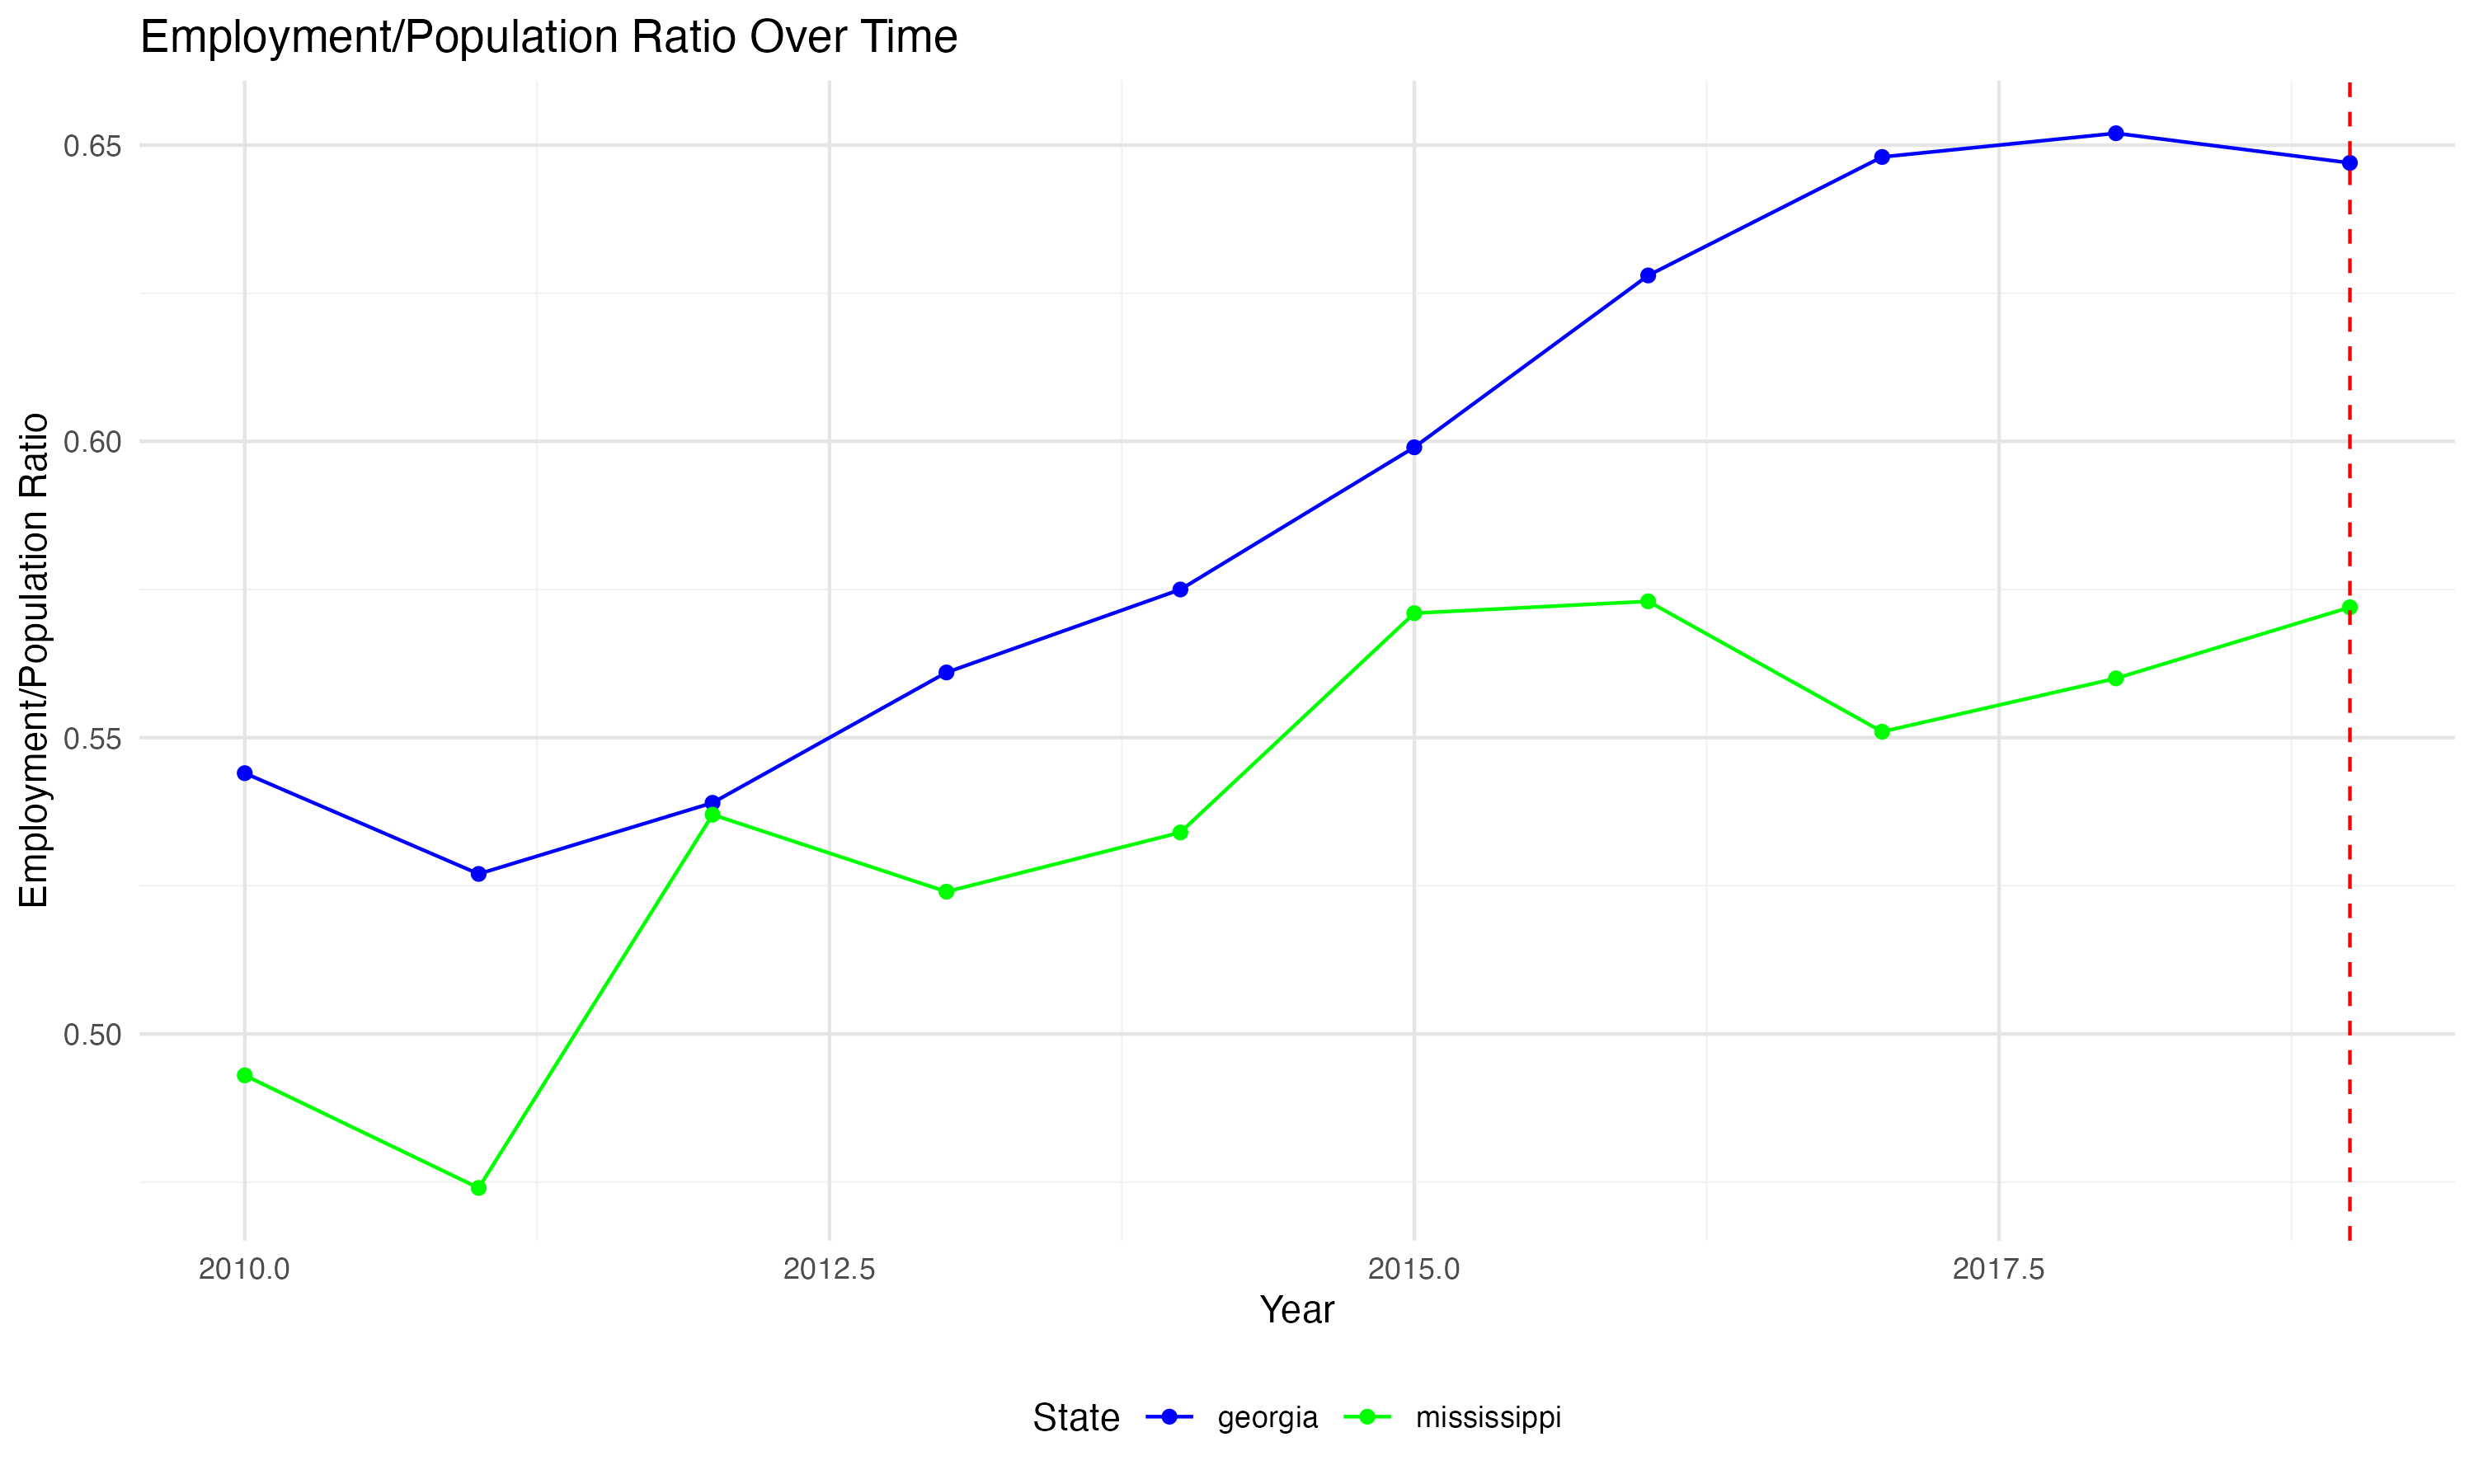 Employment/Population Ratio Over Time
Employment/Population Ratio
0.65
0.60
0.55
0.50
2010.0 2012.5 2015.0 2017.5
Year
State georgia mississippi